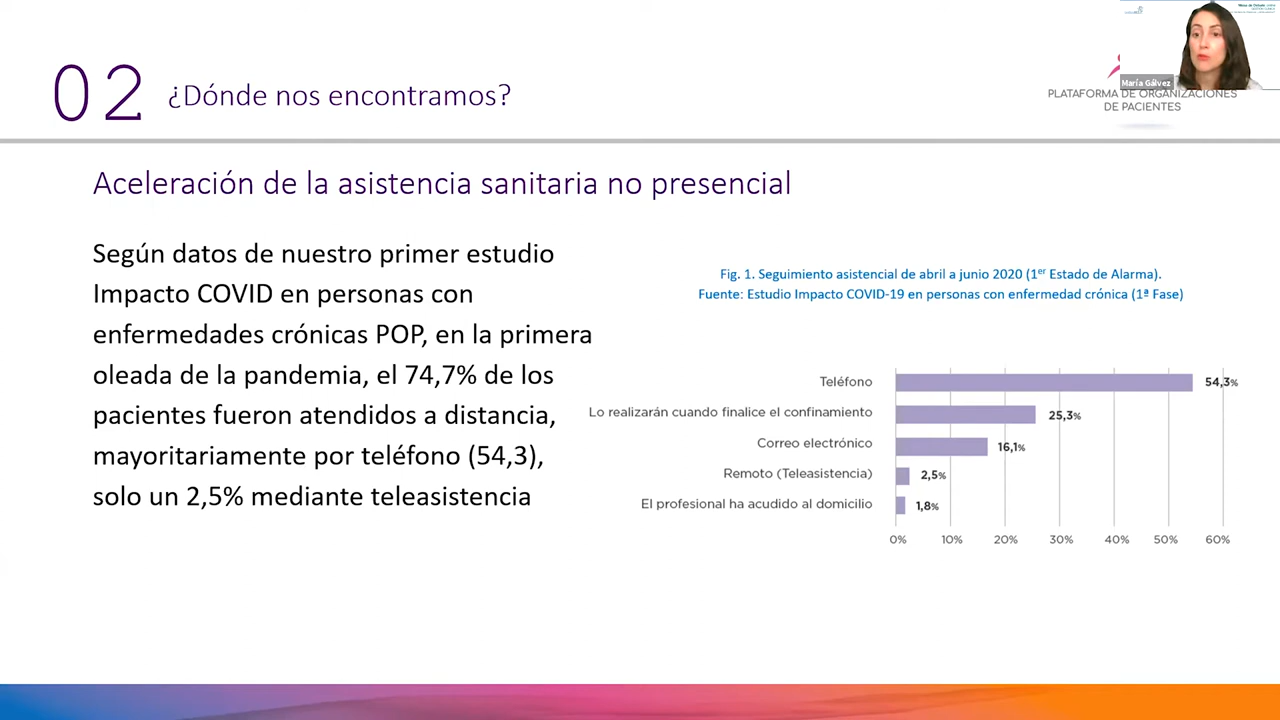 02
¿Dónde nos encontramos?
María Gálvez
PLATAFORMA DE ORGANIZACIONES
DE PACIENTES
Aceleración de la asistencia sanitaria no presencial
Según datos de nuestro primer estudio
Impacto COVID en personas con
enfermedades crónicas POP, en la primera
oleada de la pandemia, el 74,7% de los
pacientes fueron atendidos a distancia,
mayoritariamente por teléfono (54,3),
solo un 2,5% mediante teleasistencia
Fig. 1. Seguimiento asistencial de abril a junio 2020 (1er Estado de Alarma).
Fuente: Estudio Impacto COVID-19 en personas con enfermedad crónica (1ª Fase)
Teléfono 54,3%
Lo realizarán cuando finalice el confinamiento 25,3%
Correo electrónico 16,1%
Remoto (Teleasistencia) 2,5%
El profesional ha acudido al domicilio 1,8%
0% 10% 20% 30% 40% 50% 60%